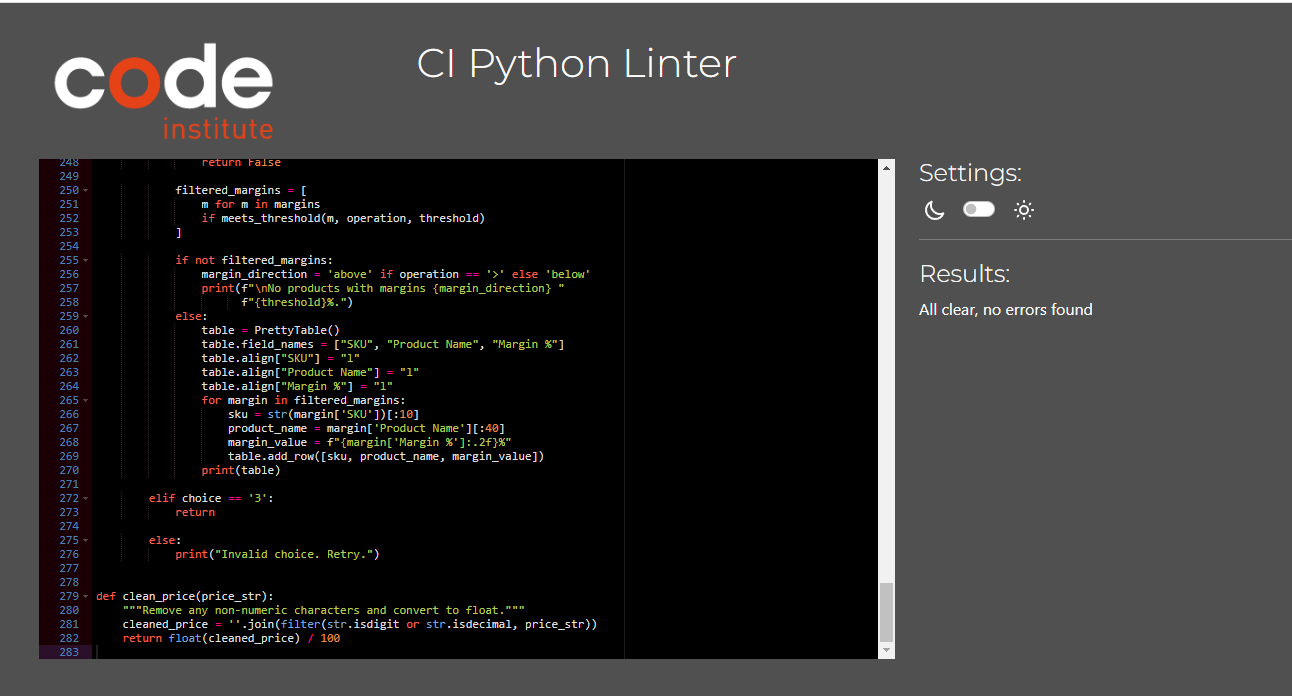 code
institute
CI Python Linter
248 return False
249
250 filtered_margins = [
251 m for m in margins
252 if meets_threshold(m, operation, threshold)
253 ]
254
255 if not filtered_margins:
256 margin_direction = 'above' if operation == '>' else 'below'
257 print(f"\nNo products with margins {margin_direction} "
258 f"{threshold}%.")
259 else:
260 table = PrettyTable()
261 table.field_names = ["SKU", "Product Name", "Margin %"]
262 table.align["SKU"] = "l"
263 table.align["Product Name"] = "l"
264 table.align["Margin %"] = "l"
265 for margin in filtered_margins:
266 sku = str(margin['SKU'])[:10]
267 product_name = margin['Product Name'][:40]
268 margin_value = f"{margin['Margin %']:.2f}%"
269 table.add_row([sku, product_name, margin_value])
270 print(table)
271
272 elif choice == '3':
273 return
274
275 else:
276 print("Invalid choice. Retry.")
277
278
279 def clean_price(price_str):
280 """Remove any non-numeric characters and convert to float."""
281 cleaned_price = ''.join(filter(str.isdigit or str.isdecimal, price_str))
282 return float(cleaned_price) / 100
283
Settings:
Results:
All clear, no errors found